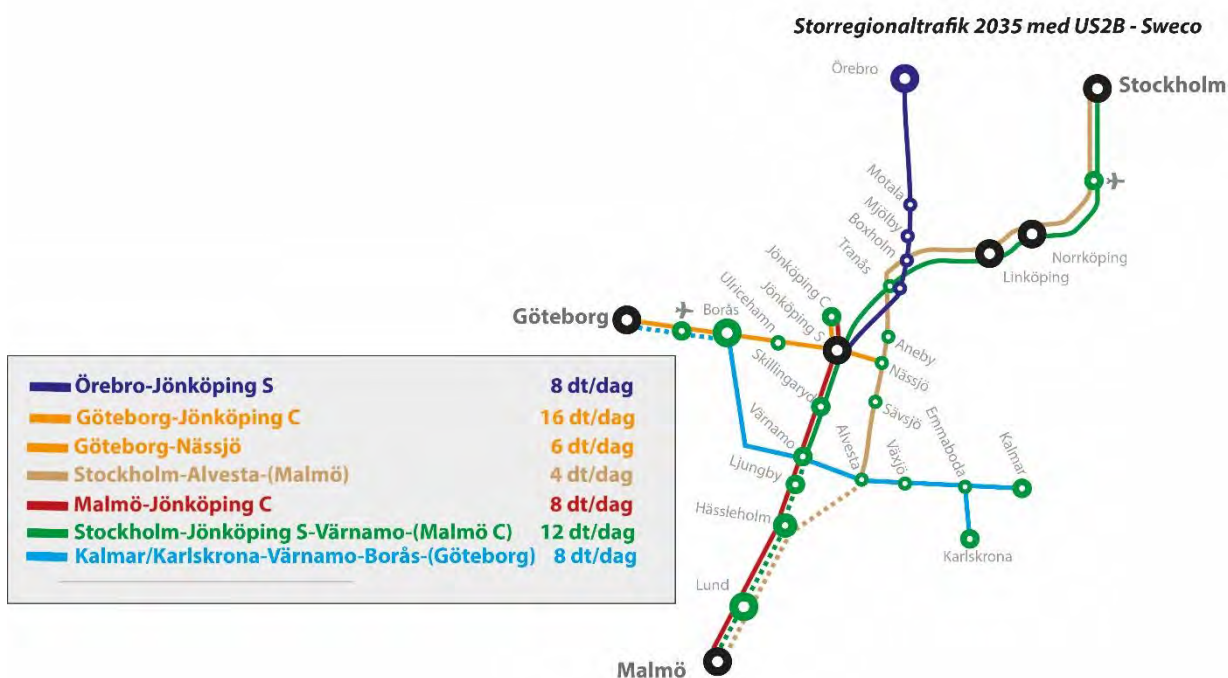 Storregionaltrafik 2035 med US2B - Sweco
Örebro
Stockholm
Motala
Mjölby
Boxholm
Tranås
Norrköping
Linköping
Jönköping C
Jönköping S
Ulricehamn
Borås
Göteborg
Aneby
Nässjö
Skillingaryd
Sävsjö
Värnamo
Alvesta
Växjö
Emmaboda
Kalmar
Ljungby
Hässleholm
Karlskrona
Lund
Malmö
Örebro-Jönköping S 8 dt/dag
Göteborg-Jönköping C 16 dt/dag
Göteborg-Nässjö 6 dt/dag
Stockholm-Alvesta-(Malmö) 4 dt/dag
Malmö-Jönköping C 8 dt/dag
Stockholm-Jönköping S-Värnamo-(Malmö C) 12 dt/dag
Kalmar/Karlskrona-Värnamo-Borås-(Göteborg) 8 dt/dag